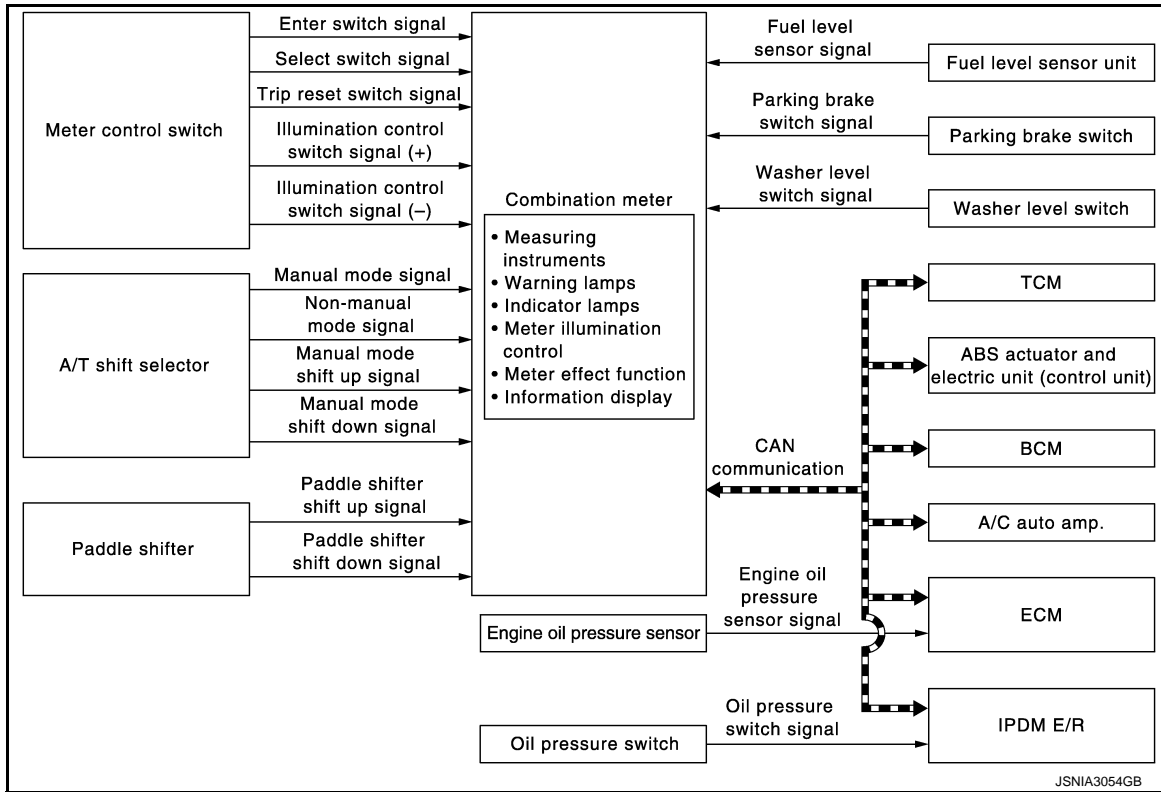 Meter control switch
Enter switch signal
Select switch signal
Trip reset switch signal
Illumination control
switch signal (+)
Illumination control
switch signal (–)
A/T shift selector
Manual mode signal
Non-manual
mode signal
Manual mode
shift up signal
Manual mode
shift down signal
Paddle shifter
Paddle shifter
shift up signal
Paddle shifter
shift down signal
Combination meter
• Measuring
instruments
• Warning lamps
• Indicator lamps
• Meter illumination
control
• Meter effect function
• Information display
Fuel level
sensor signal
Fuel level sensor unit
Parking brake
switch signal
Parking brake switch
Washer level
switch signal
Washer level switch
CAN
communication
TCM
ABS actuator and
electric unit (control unit)
BCM
A/C auto amp.
ECM
Engine oil pressure sensor
Engine oil
pressure
sensor signal
IPDM E/R
Oil pressure switch
Oil pressure
switch signal
JSNIA3054GB